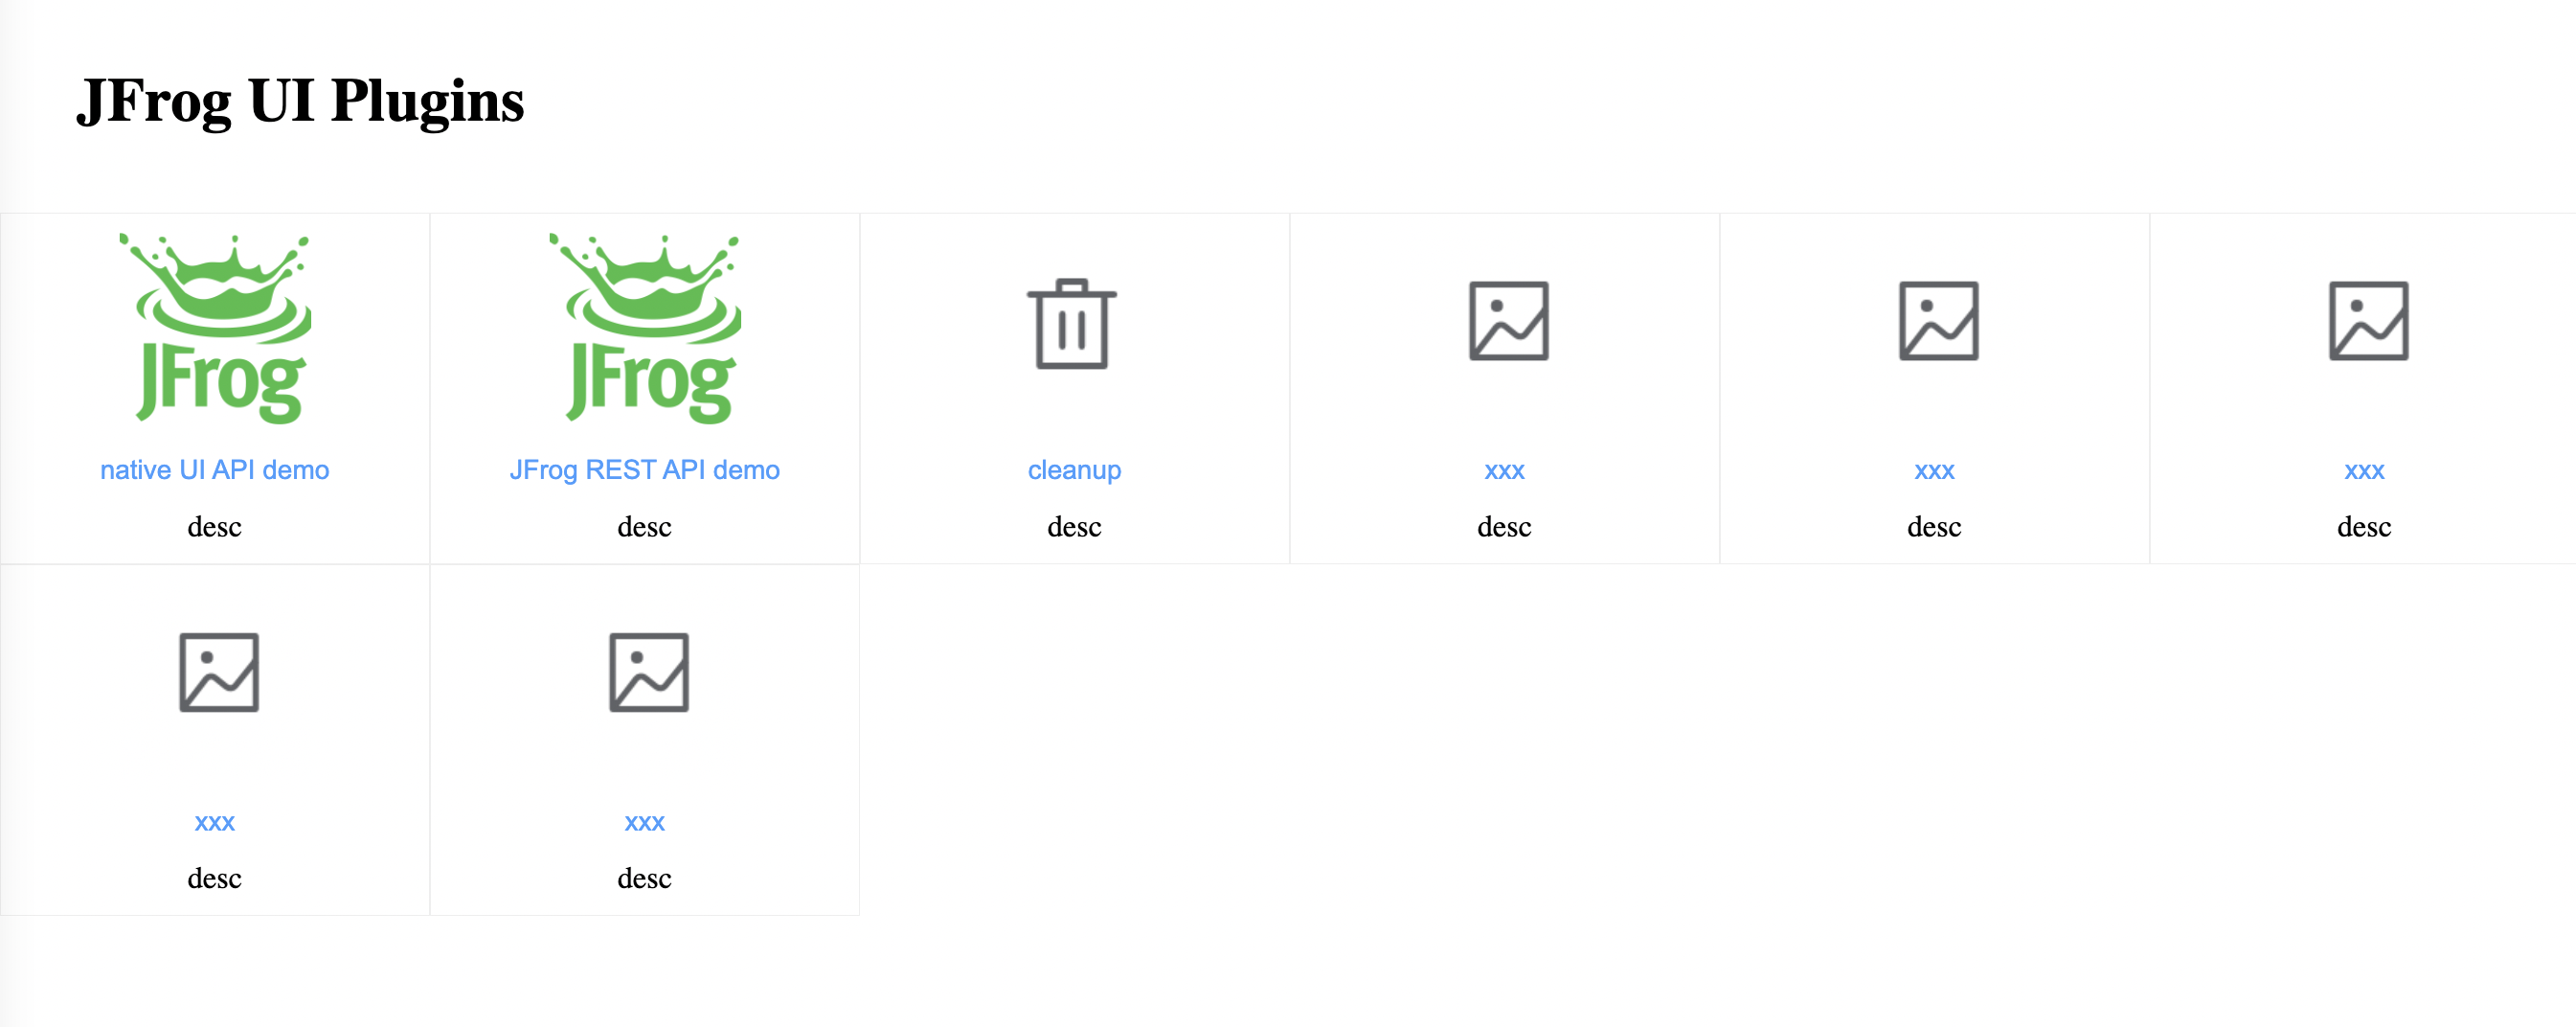 JFrog UI Plugins
JFrog
JFrog
native UI API demo
JFrog REST API demo
cleanup
xxx
xxx
xxx
desc
desc
desc
desc
desc
desc
xxx
xxx
desc
desc